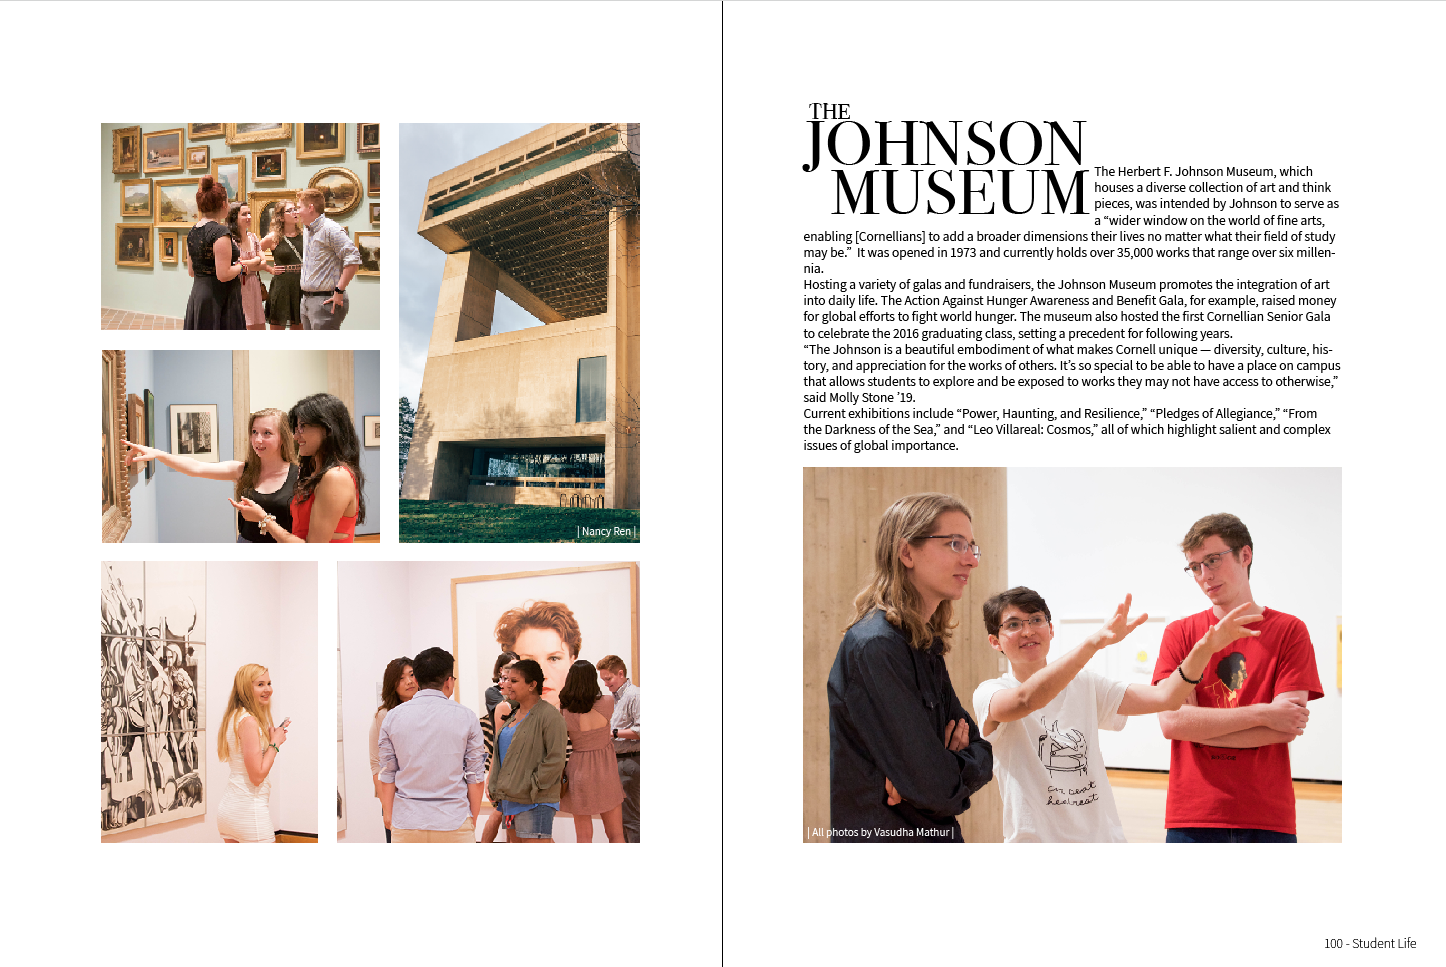 | Nancy Ren |
THE
JOHNSON
MUSEUM
The Herbert F. Johnson Museum, which
houses a diverse collection of art and think
pieces, was intended by Johnson to serve as
a “wider window on the world of fine arts,
enabling [Cornellians] to add a broader dimensions their lives no matter what their field of study
may be.”  It was opened in 1973 and currently holds over 35,000 works that range over six millen-
nia.
Hosting a variety of galas and fundraisers, the Johnson Museum promotes the integration of art
into daily life. The Action Against Hunger Awareness and Benefit Gala, for example, raised money
for global efforts to fight world hunger. The museum also hosted the first Cornellian Senior Gala
to celebrate the 2016 graduating class, setting a precedent for following years.
“The Johnson is a beautiful embodiment of what makes Cornell unique — diversity, culture, his-
tory, and appreciation for the works of others. It’s so special to be able to have a place on campus
that allows students to explore and be exposed to works they may not have access to otherwise,”
said Molly Stone ’19.
Current exhibitions include “Power, Haunting, and Resilience,” “Pledges of Allegiance,” “From
the Darkness of the Sea,” and “Leo Villareal: Cosmos,” all of which highlight salient and complex
issues of global importance.
| All photos by Vasudha Mathur |
100 - Student Life